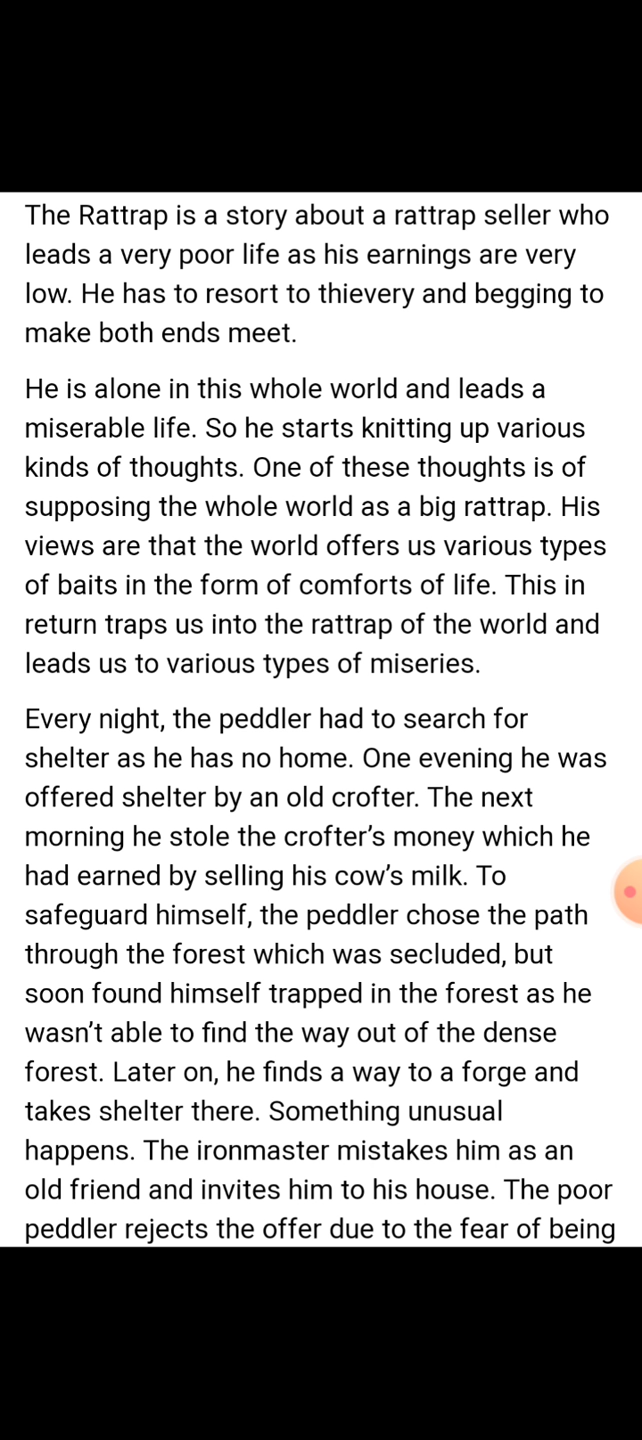 The Rattrap is a story about a rattrap seller who
leads a very poor life as his earnings are very
low. He has to resort to thievery and begging to
make both ends meet.
He is alone in this whole world and leads a
miserable life. So he starts knitting up various
kinds of thoughts. One of these thoughts is of
supposing the whole world as a big rattrap. His
views are that the world offers us various types
of baits in the form of comforts of life. This in
return traps us into the rattrap of the world and
leads us to various types of miseries.
Every night, the peddler had to search for
shelter as he has no home. One evening he was
offered shelter by an old crofter. The next
morning he stole the crofter’s money which he
had earned by selling his cow’s milk. To
safeguard himself, the peddler chose the path
through the forest which was secluded, but
soon found himself trapped in the forest as he
wasn’t able to find the way out of the dense
forest. Later on, he finds a way to a forge and
takes shelter there. Something unusual
happens. The ironmaster mistakes him as an
old friend and invites him to his house. The poor
peddler rejects the offer due to the fear of being